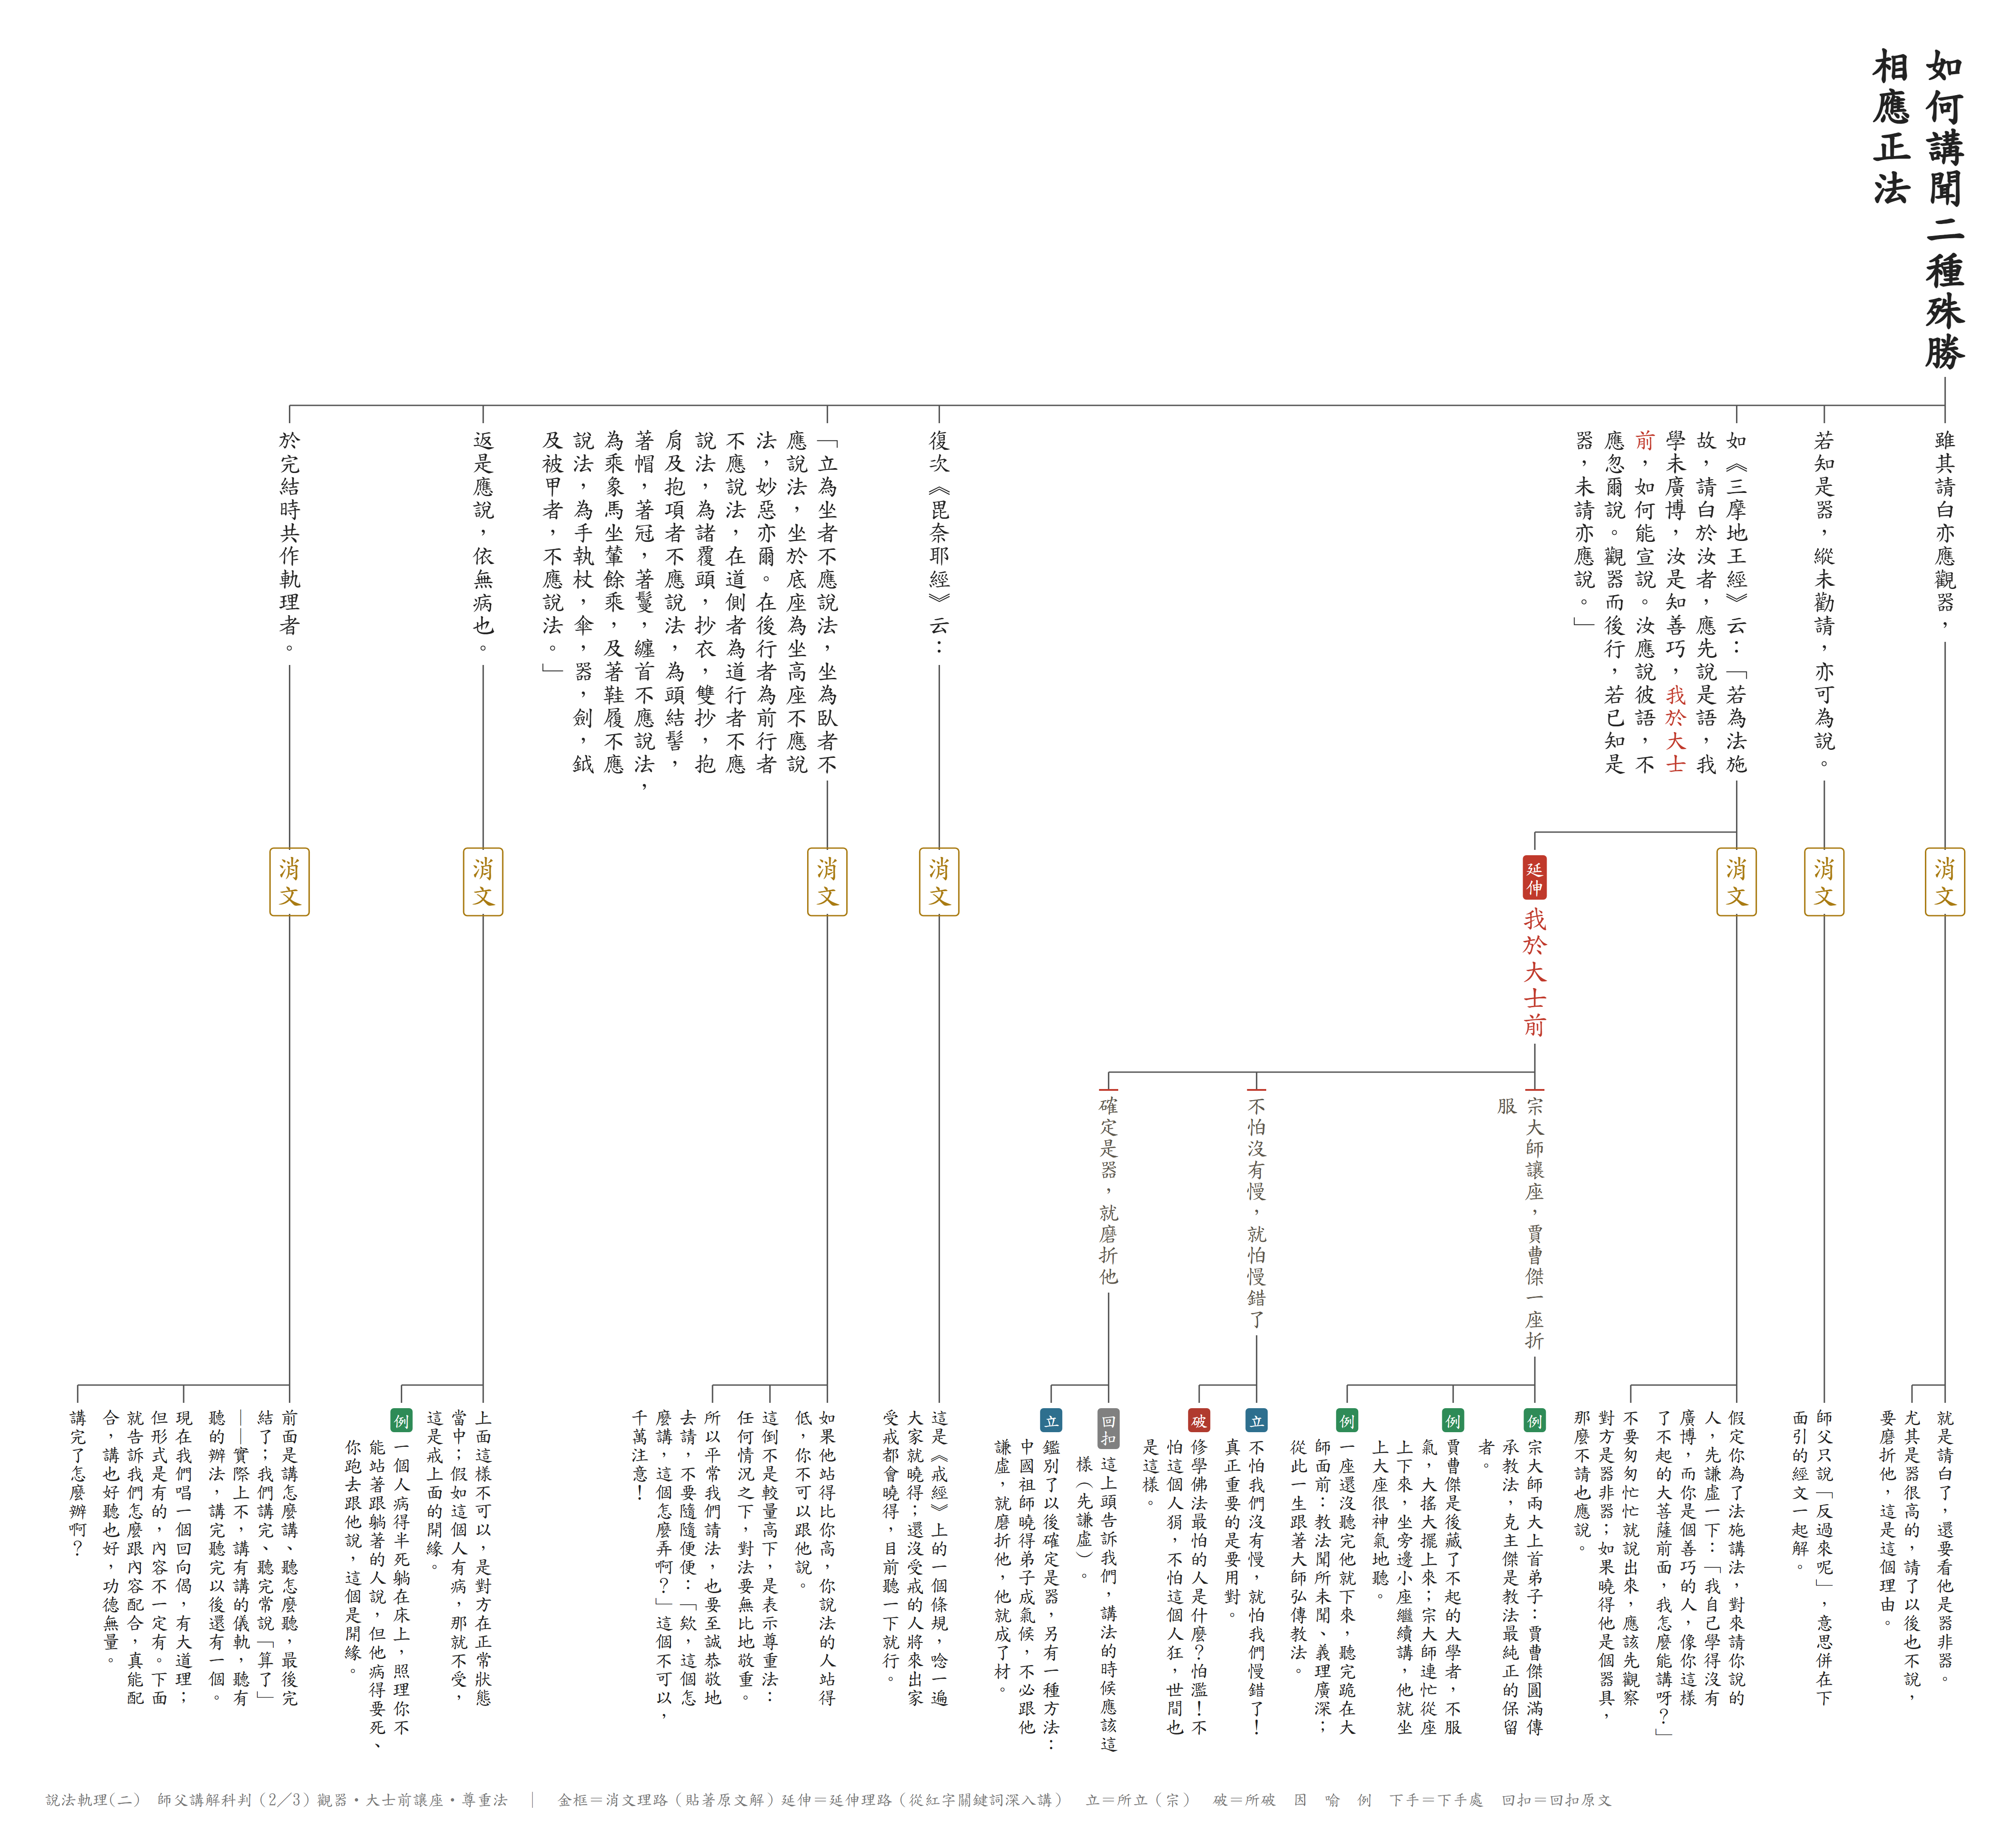 如何講聞二種殊勝
相應正法
雖其請白亦應觀器，
若知是器，縱未勸請，亦可為說。
如《三摩地王經》云：「若為法施
故，請白於汝者，應先說是語，我
學未廣博，汝是知善巧，我於大士
前，如何能宣說。汝應說彼語，不
應忽爾說。觀器而後行，若已知是
器，未請亦應說。」
復次《毘奈耶經》云：
「立為坐者不應說法，坐為臥者不
應說法，坐於底座為坐高座不應說
法，妙惡亦爾。在後行者為前行者
不應說法，在道側者為道行者不應
說法，為諸覆頭，抄衣，雙抄，抱
肩及抱項者不應說法，為頭結髻，
著帽，著冠，著鬘，纏首不應說法，
為乘象馬坐輦餘乘，及著鞋履不應
說法，為手執杖，傘，器，劍，鉞
及被甲者，不應說法。」
返是應說，依無病也。
於完結時共作軌理者。
消文
消文
消文
延伸
我於大士前
消文
消文
消文
消文
宗大師讓座，賈曹傑一座折
服
不怕沒有慢，就怕慢錯了
確定是器，就磨折他
就是請白了，還要看他是器非器。
尤其是器很高的，請了以後也不說，
要磨折他，這是這個理由。
師父只說「反過來呢」，意思併在下
面引的經文一起解。
假定你為了法施講法，對來請你說的
人，先謙虛一下：「我自己學得沒有
廣博，而你是個善巧的人，像你這樣
了不起的大菩薩前面，我怎麼能講呀？」
不要匆匆忙忙就說出來，應該先觀察
對方是器非器；如果曉得他是個器具，
那麼不請也應說。
例
宗大師兩大上首弟子：賈曹傑圓滿傳
承教法，克主傑是教法最純正的保留
者。
例
賈曹傑是後藏了不起的大學者，不服
氣，大搖大擺上來；宗大師連忙從座
上下來，坐旁邊小座繼續講，他就坐
上大座很神氣地聽。
例
一座還沒聽完他就下來，聽完跪在大
師面前：教法聞所未聞、義理廣深；
從此一生跟著大師弘傳教法。
立
不怕我們沒有慢，就怕我們慢錯了！
真正重要的是要用對。
破
修學佛法最怕的人是什麼？怕濫！不
怕這個人狷，不怕這個人狂，世間也
是這樣。
回扣
這上頭告訴我們，講法的時候應該這
樣（先謙虛）。
立
鑑別了以後確定是器，另有一種方法：
中國祖師曉得弟子成氣候，不必跟他
謙虛，就磨折他，他就成了材。
這是《戒經》上的一個條規，唸一遍
大家就曉得；還沒受戒的人將來出家
受戒都會曉得，目前聽一下就行。
如果他站得比你高，你說法的人站得
低，你不可以跟他說。
這倒不是較量高下，是表示尊重法：
任何情況之下，對法要無比地敬重。
所以平常我們請法，也要至誠恭敬地
去請，不要隨隨便便：「欸，這個怎
麼講，這個怎麼弄啊？」這個不可以，
千萬注意！
上面這樣不可以，是對方在正常狀態
當中；假如這個人有病，那就不受，
這是戒上面的開緣。
例
一個人病得半死躺在床上，照理你不
能站著跟躺著的人說，但他病得要死、
你跑去跟他說，這個是開緣。
前面是講怎麼講、聽怎麼聽，最後完
結了；我們講完、聽完常說「算了」
——實際上不，講有講的儀軌，聽有
聽的辦法，講完聽完以後還有一個。
現在我們唱一個回向偈，有大道理；
但形式是有的，內容不一定有。下面
就告訴我們怎麼跟內容配合，真能配
合，講也好聽也好，功德無量。
講完了怎麼辦啊？
說法軌理(二)　師父講解科判（2／3）觀器・大士前讓座・尊重法　｜　金框＝消文理路（貼著原文解）延伸＝延伸理路（從紅字關鍵詞深入講）　立＝所立（宗）　破＝所破　因　喻　例　下手＝下手處　回扣＝回扣原文